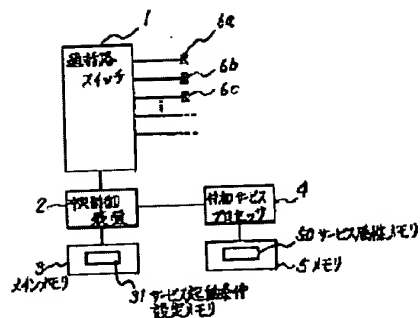 1
通話路
スイッチ
6a
6b
6c
2
制御
装置
付加サービス
プロセッサ
4
3
メインメモリ
31 サービス起動条件
設定メモリ
50 サービス属性メモリ
5 メモリ